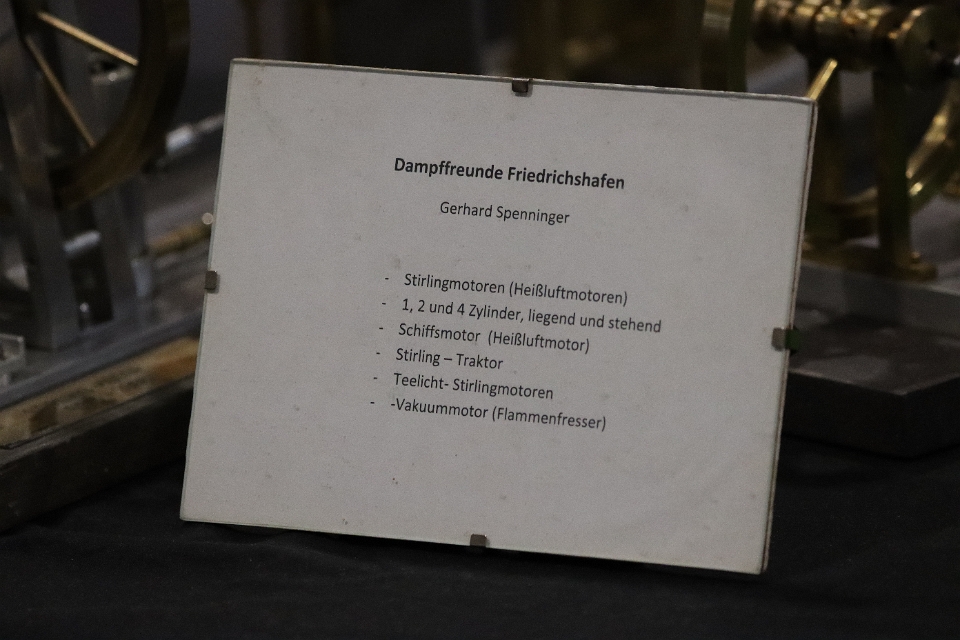 Dampffreunde Friedrichshafen
Gerhard Spenninger
- Stirlingmotoren (Heißluftmotoren)
- 1, 2 und 4 Zylinder, liegend und stehend
- Schiffsmotor (Heißluftmotor)
- Stirling – Traktor
- Teelicht- Stirlingmotoren
- -Vakuummotor (Flammenfresser)